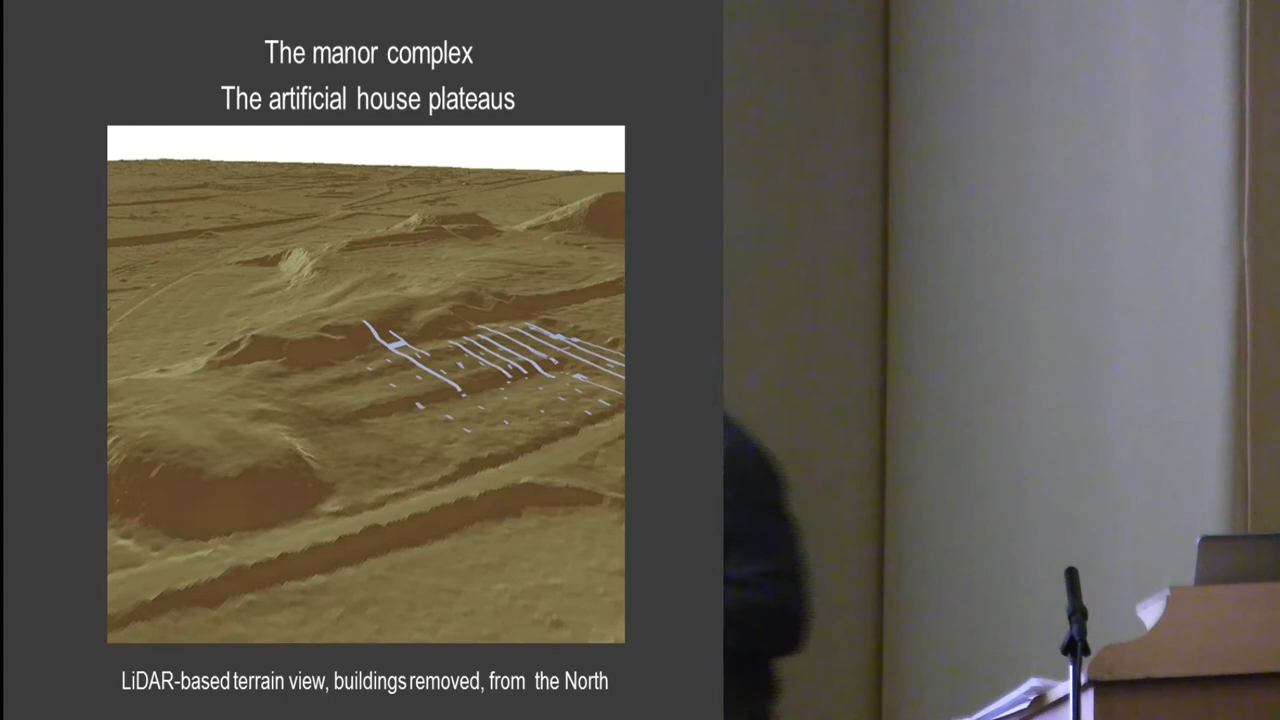 The manor complex
The artificial house plateaus
LiDAR-based terrain view, buildings removed, from the North